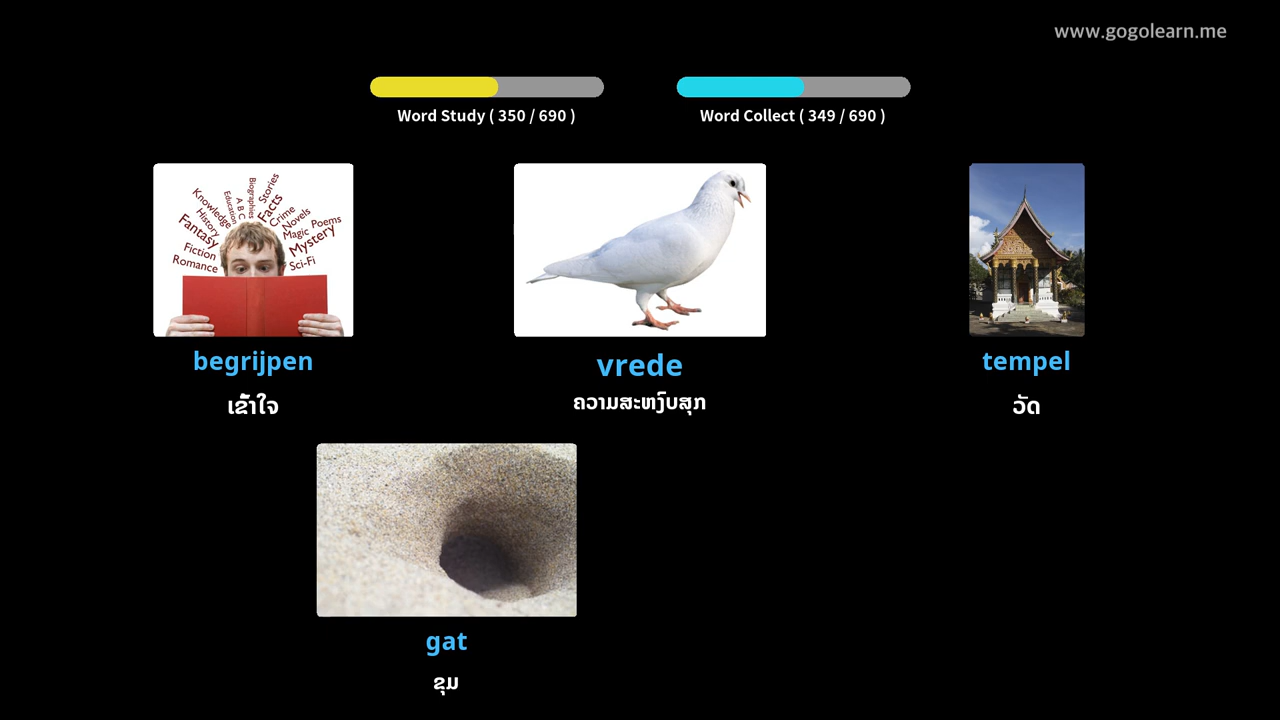 www.gogolearn.me
Word Study ( 350 / 690 )
Word Collect ( 349 / 690 )
Knowledge
History
Fantasy
Fiction
Romance
Education
A B C
Biographies
Stories
Facts
Crime
Novels
Magic Poems
Mystery
Sci-Fi
begrijpen
ເຂົ້າໃຈ
vrede
ຄວາມສະຫງົບສຸກ
tempel
ວັດ
gat
ຂຸມ